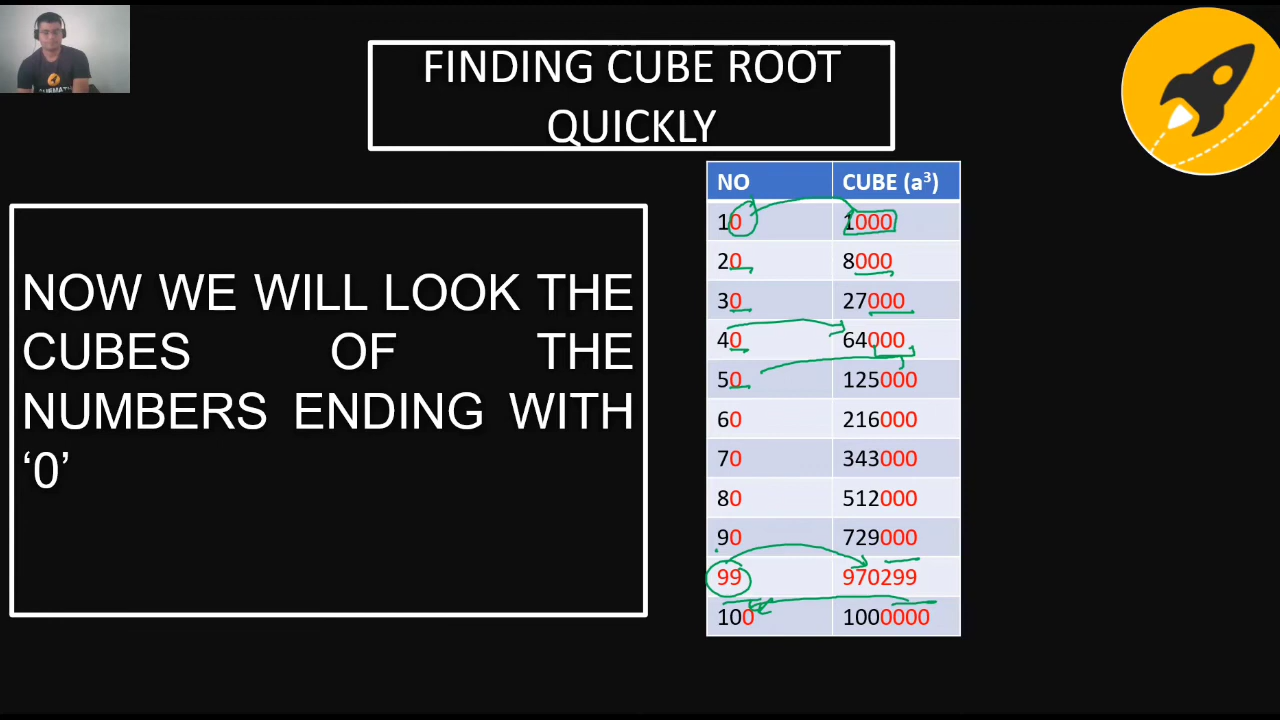 FINDING CUBE ROOT
QUICKLY
NOW WE WILL LOOK THE
CUBES OF THE
NUMBERS ENDING WITH
‘0’
NO CUBE (a³)
10 1000
20 8000
30 27000
40 64000
50 125000
60 216000
70 343000
80 512000
90 729000
99 970299
100 1000000